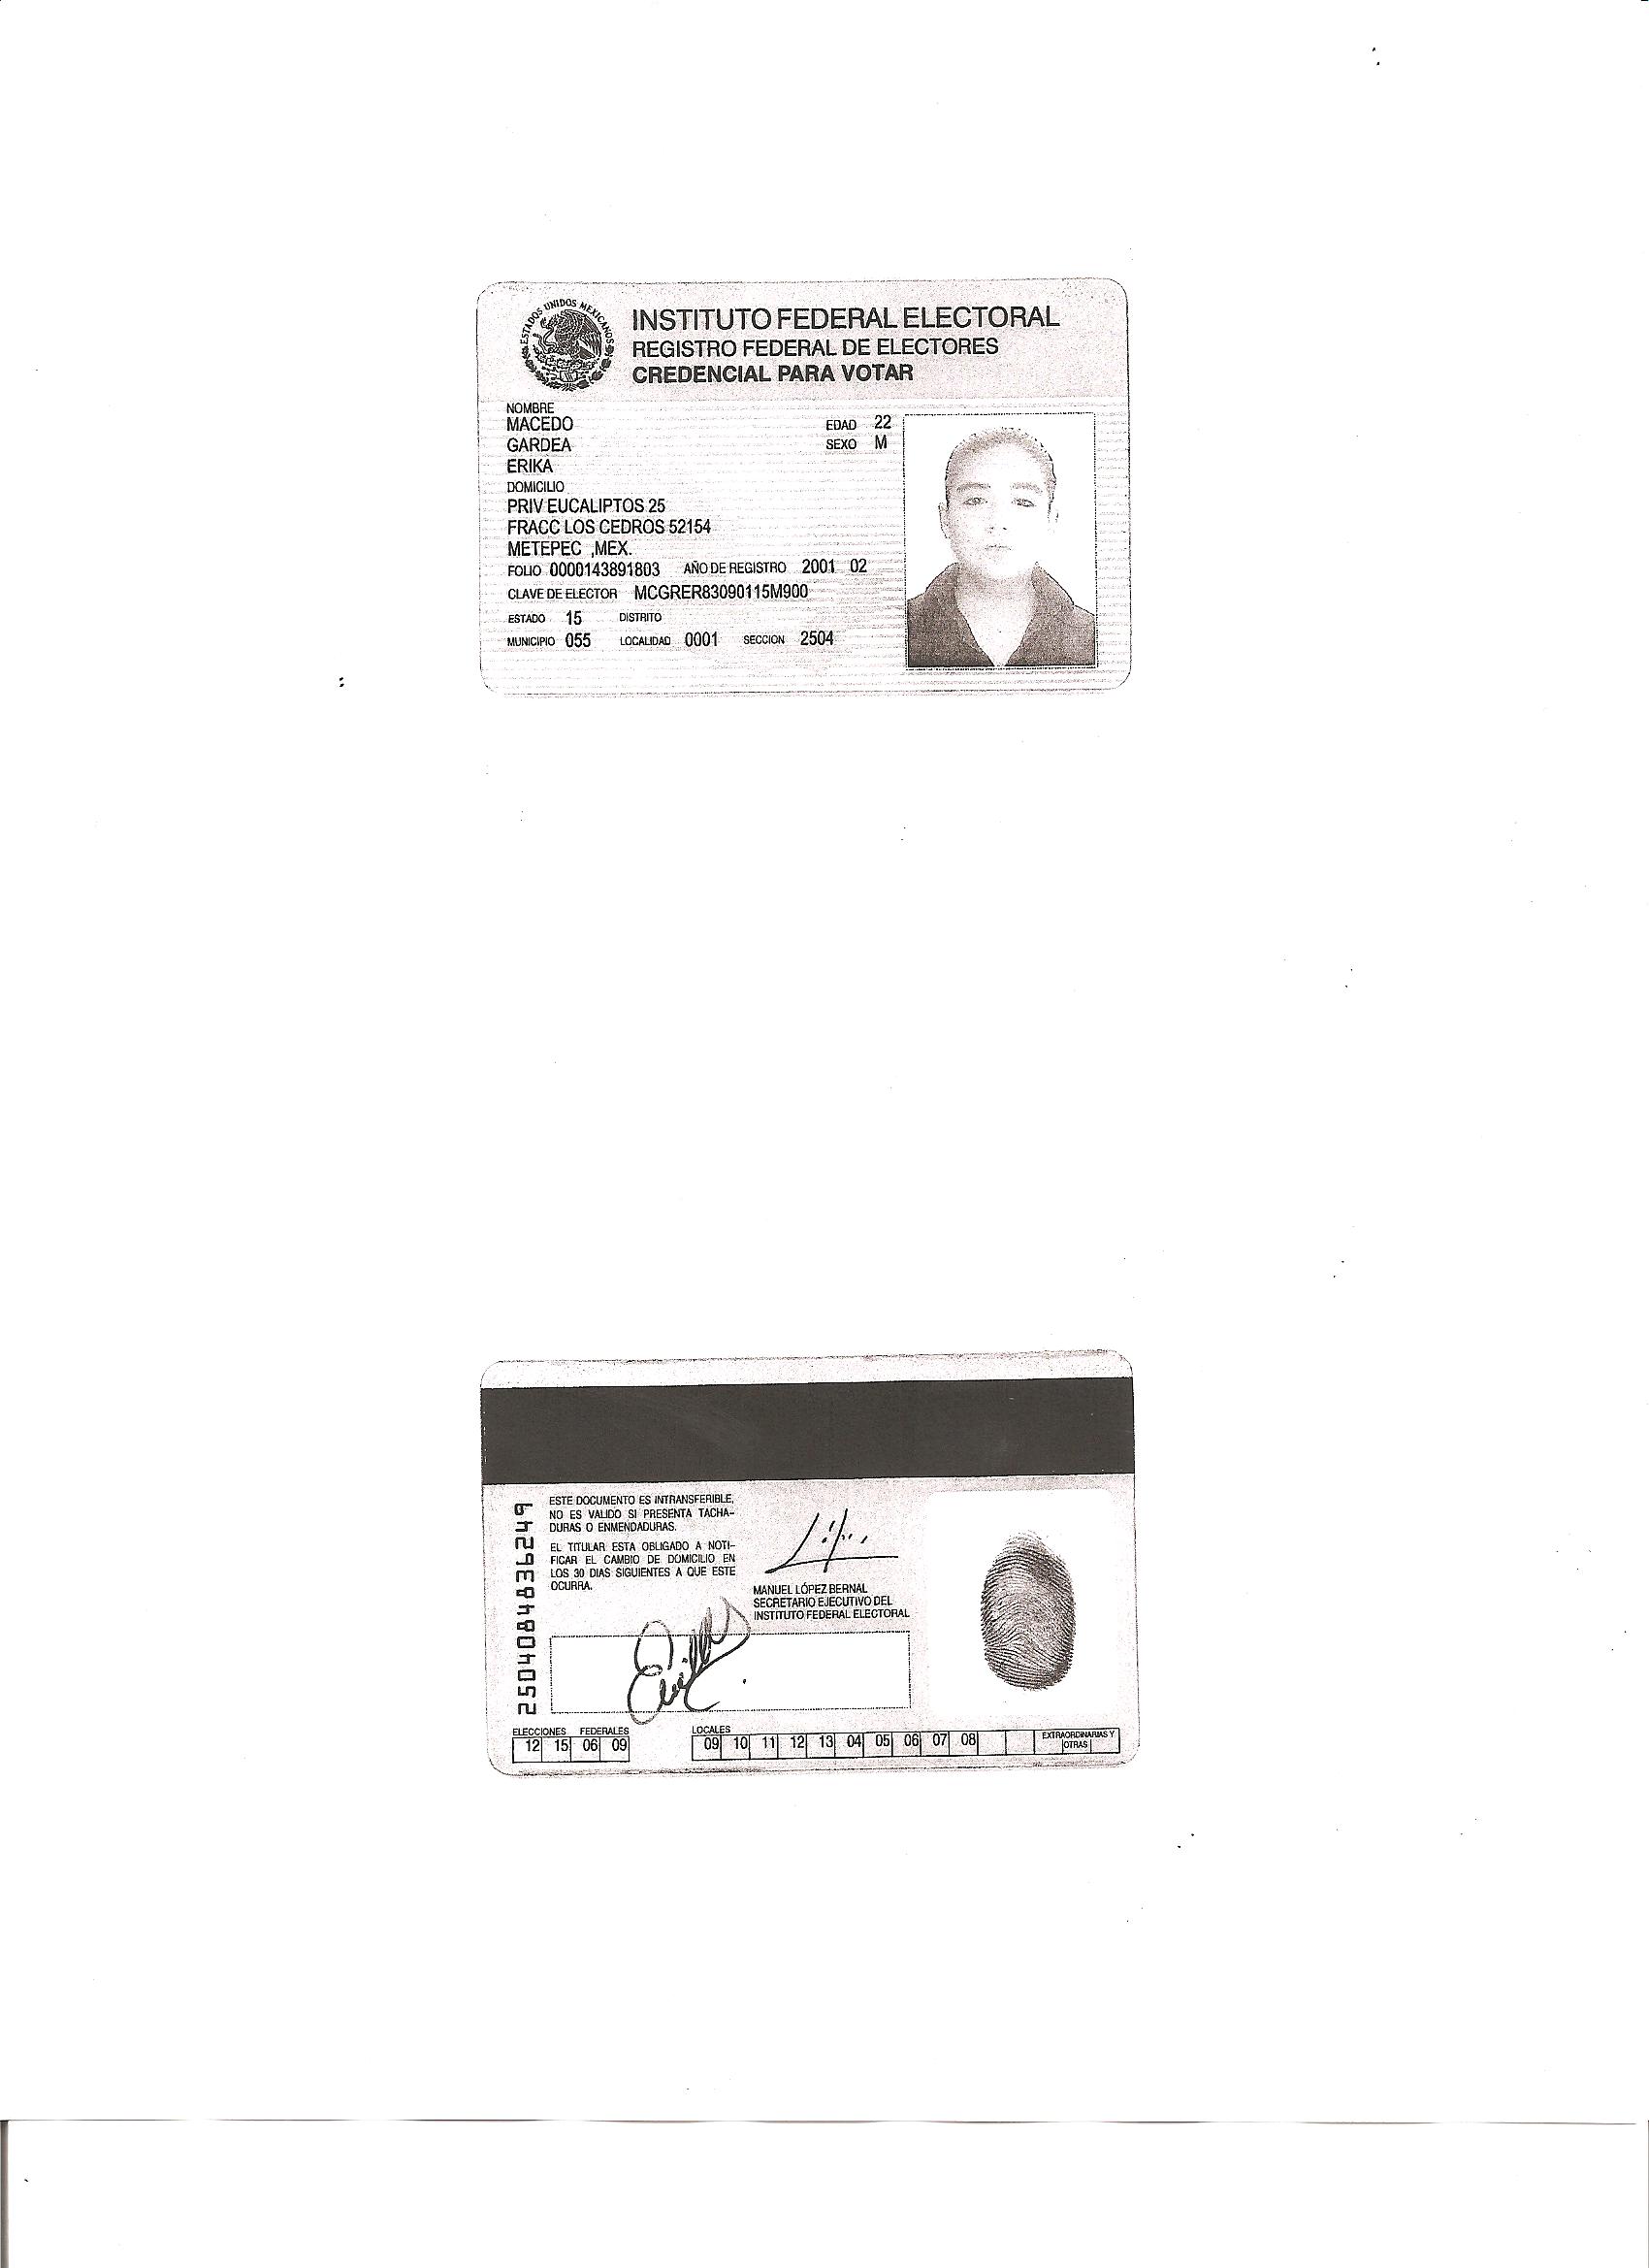 ESTADOS UNIDOS MEXICANOS
INSTITUTO FEDERAL ELECTORAL
REGISTRO FEDERAL DE ELECTORES
CREDENCIAL PARA VOTAR
NOMBRE
MACEDO
EDAD 22
GARDEA
SEXO M
ERIKA
DOMICILIO
PRIV EUCALIPTOS 25
FRACC LOS CEDROS 52154
METEPEC ,MEX.
FOLIO 0000143891803 AÑO DE REGISTRO 2001 02
CLAVE DE ELECTOR MCGRER83090115M900
ESTADO 15 DISTRITO
MUNICIPIO 055 LOCALIDAD 0001 SECCION 2504
2504084836249
ESTE DOCUMENTO ES INTRANSFERIBLE,
NO ES VALIDO SI PRESENTA TACHA-
DURAS O ENMENDADURAS.
EL TITULAR ESTA OBLIGADO A NOTI-
FICAR EL CAMBIO DE DOMICILIO EN
LOS 30 DIAS SIGUIENTES A QUE ESTE
OCURRA.
MANUEL LÓPEZ BERNAL
SECRETARIO EJECUTIVO DEL
INSTITUTO FEDERAL ELECTORAL
ELECCIONES FEDERALES
12 15 06 09
LOCALES
09 10 11 12 13 04 05 06 07 08
EXTRAORDINARIAS Y
OTRAS